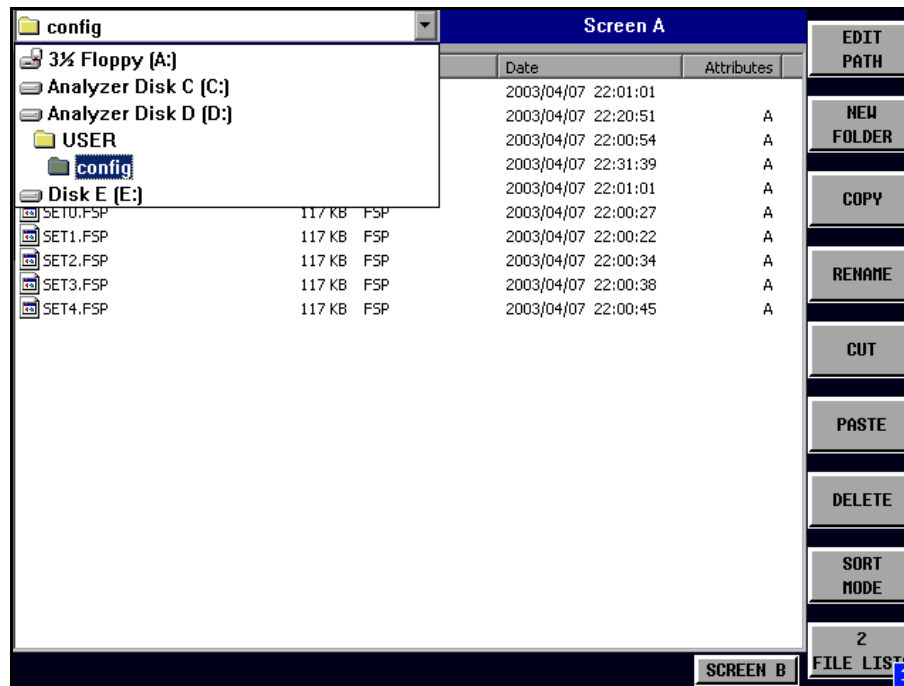 config
Screen A
3½ Floppy (A:)
Analyzer Disk C (C:)
Analyzer Disk D (D:)
USER
config
Disk E (E:)
Date Attributes
2003/04/07 22:01:01
2003/04/07 22:20:51 A
2003/04/07 22:00:54 A
2003/04/07 22:31:39 A
2003/04/07 22:01:01 A
SET0.FSP 117 KB FSP 2003/04/07 22:00:27 A
SET1.FSP 117 KB FSP 2003/04/07 22:00:22 A
SET2.FSP 117 KB FSP 2003/04/07 22:00:34 A
SET3.FSP 117 KB FSP 2003/04/07 22:00:38 A
SET4.FSP 117 KB FSP 2003/04/07 22:00:45 A
SCREEN B
EDIT
PATH
NEW
FOLDER
COPY
RENAME
CUT
PASTE
DELETE
SORT
MODE
2
FILE LISTS